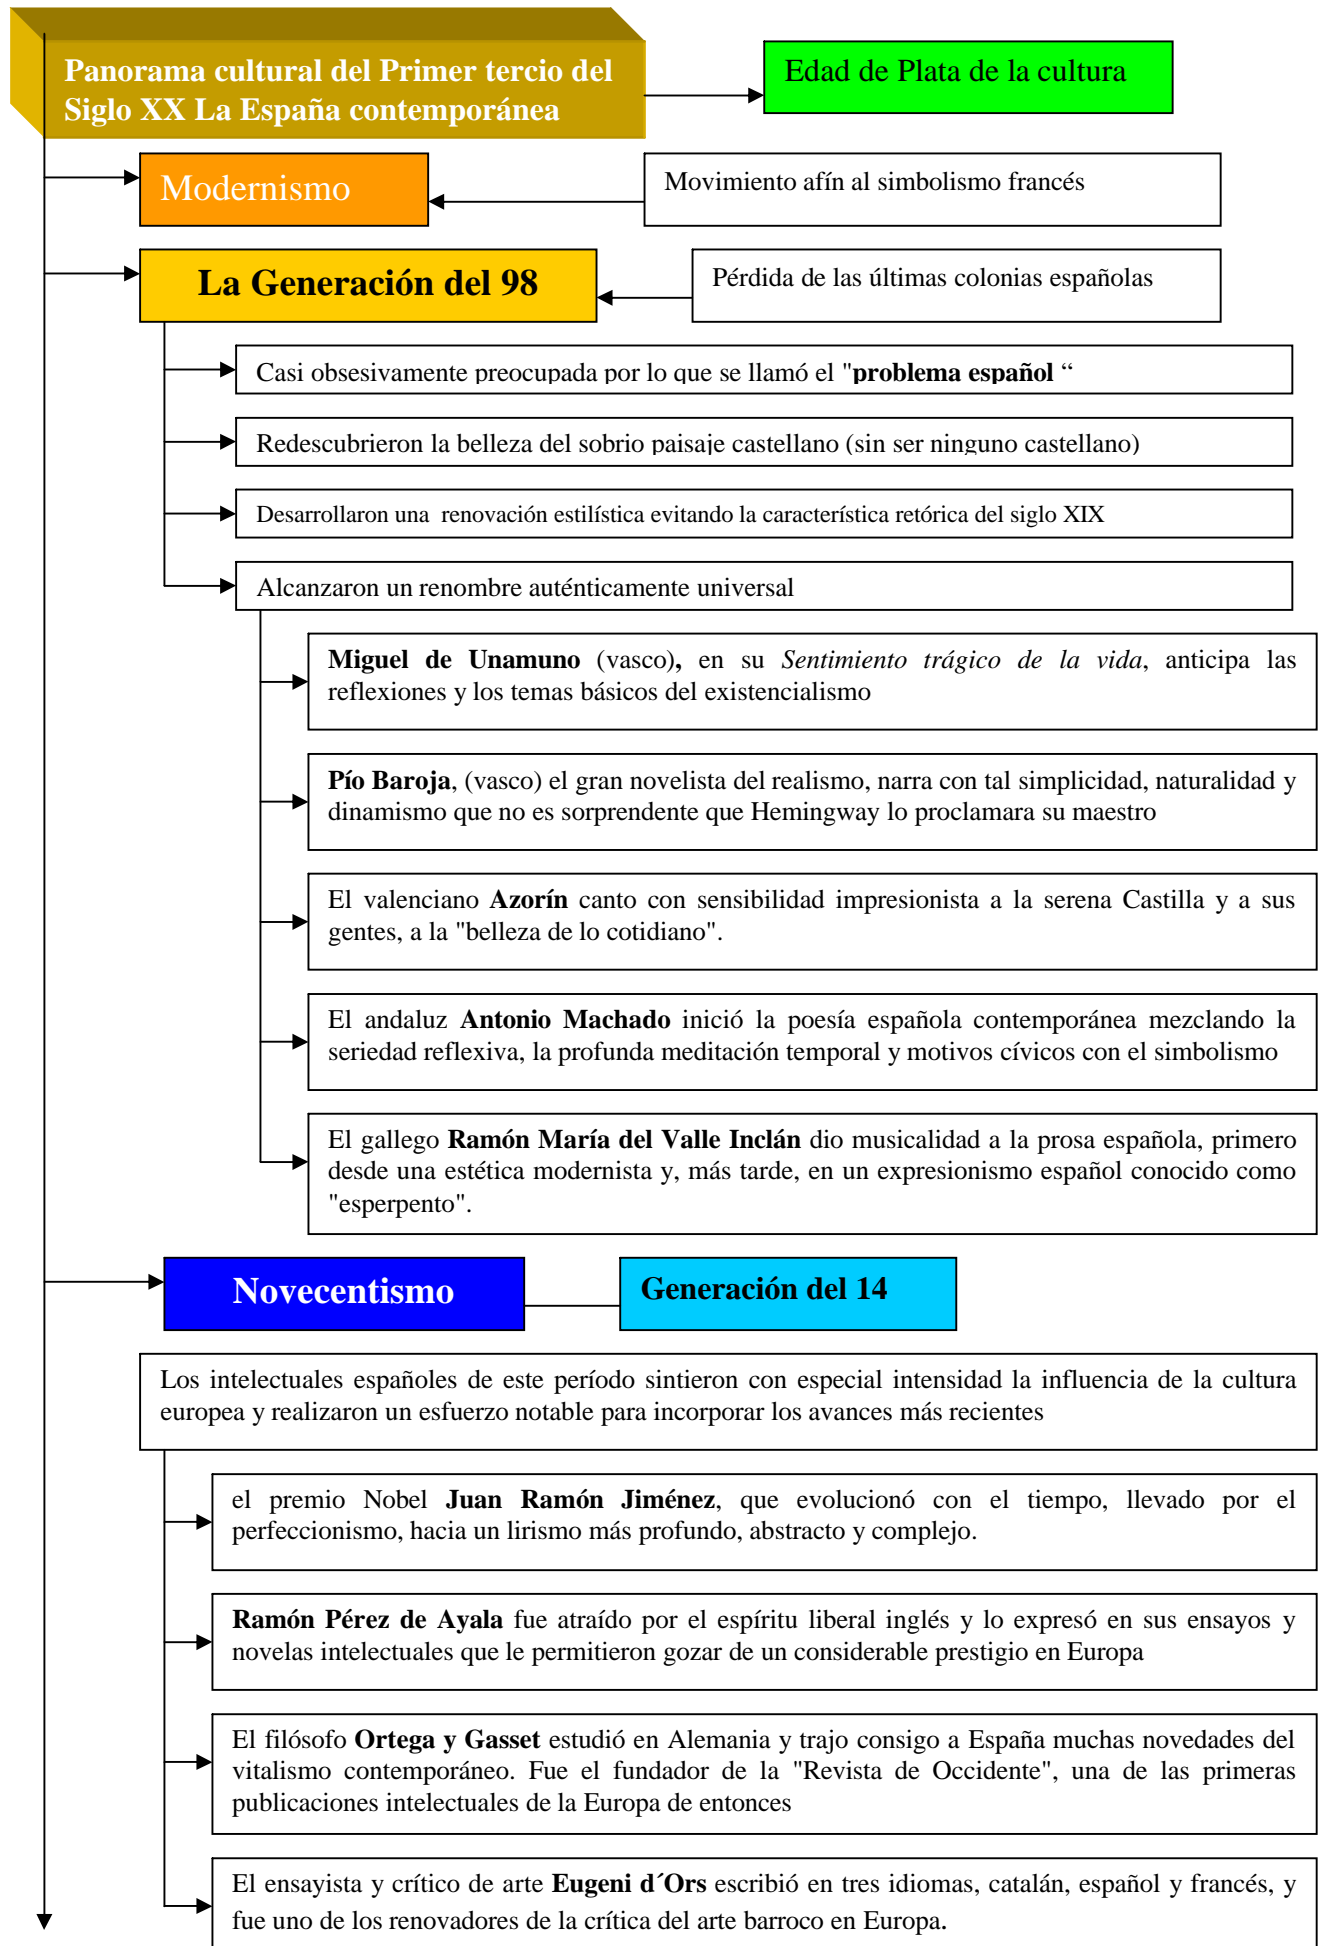 Panorama cultural del Primer tercio del
Siglo XX La España contemporánea
Edad de Plata de la cultura
Modernismo
Movimiento afín al simbolismo francés
La Generación del 98
Pérdida de las últimas colonias españolas
Casi obsesivamente preocupada por lo que se llamó el "problema español “
Redescubrieron la belleza del sobrio paisaje castellano (sin ser ninguno castellano)
Desarrollaron una  renovación estilística evitando la característica retórica del siglo XIX
Alcanzaron un renombre auténticamente universal
Miguel de Unamuno (vasco), en su Sentimiento trágico de la vida, anticipa las
reflexiones y los temas básicos del existencialismo
Pío Baroja, (vasco) el gran novelista del realismo, narra con tal simplicidad, naturalidad y
dinamismo que no es sorprendente que Hemingway lo proclamara su maestro
El valenciano Azorín canto con sensibilidad impresionista a la serena Castilla y a sus
gentes, a la "belleza de lo cotidiano".
El andaluz Antonio Machado inició la poesía española contemporánea mezclando la
seriedad reflexiva, la profunda meditación temporal y motivos cívicos con el simbolismo
El gallego Ramón María del Valle Inclán dio musicalidad a la prosa española, primero
desde una estética modernista y, más tarde, en un expresionismo español conocido como
"esperpento".
Novecentismo
Generación del 14
Los intelectuales españoles de este período sintieron con especial intensidad la influencia de la cultura
europea y realizaron un esfuerzo notable para incorporar los avances más recientes
el premio Nobel Juan Ramón Jiménez, que evolucionó con el tiempo, llevado por el
perfeccionismo, hacia un lirismo más profundo, abstracto y complejo.
Ramón Pérez de Ayala fue atraído por el espíritu liberal inglés y lo expresó en sus ensayos y
novelas intelectuales que le permitieron gozar de un considerable prestigio en Europa
El filósofo Ortega y Gasset estudió en Alemania y trajo consigo a España muchas novedades del
vitalismo contemporáneo. Fue el fundador de la "Revista de Occidente", una de las primeras
publicaciones intelectuales de la Europa de entonces
El ensayista y crítico de arte Eugeni d´Ors escribió en tres idiomas, catalán, español y francés, y
fue uno de los renovadores de la crítica del arte barroco en Europa.